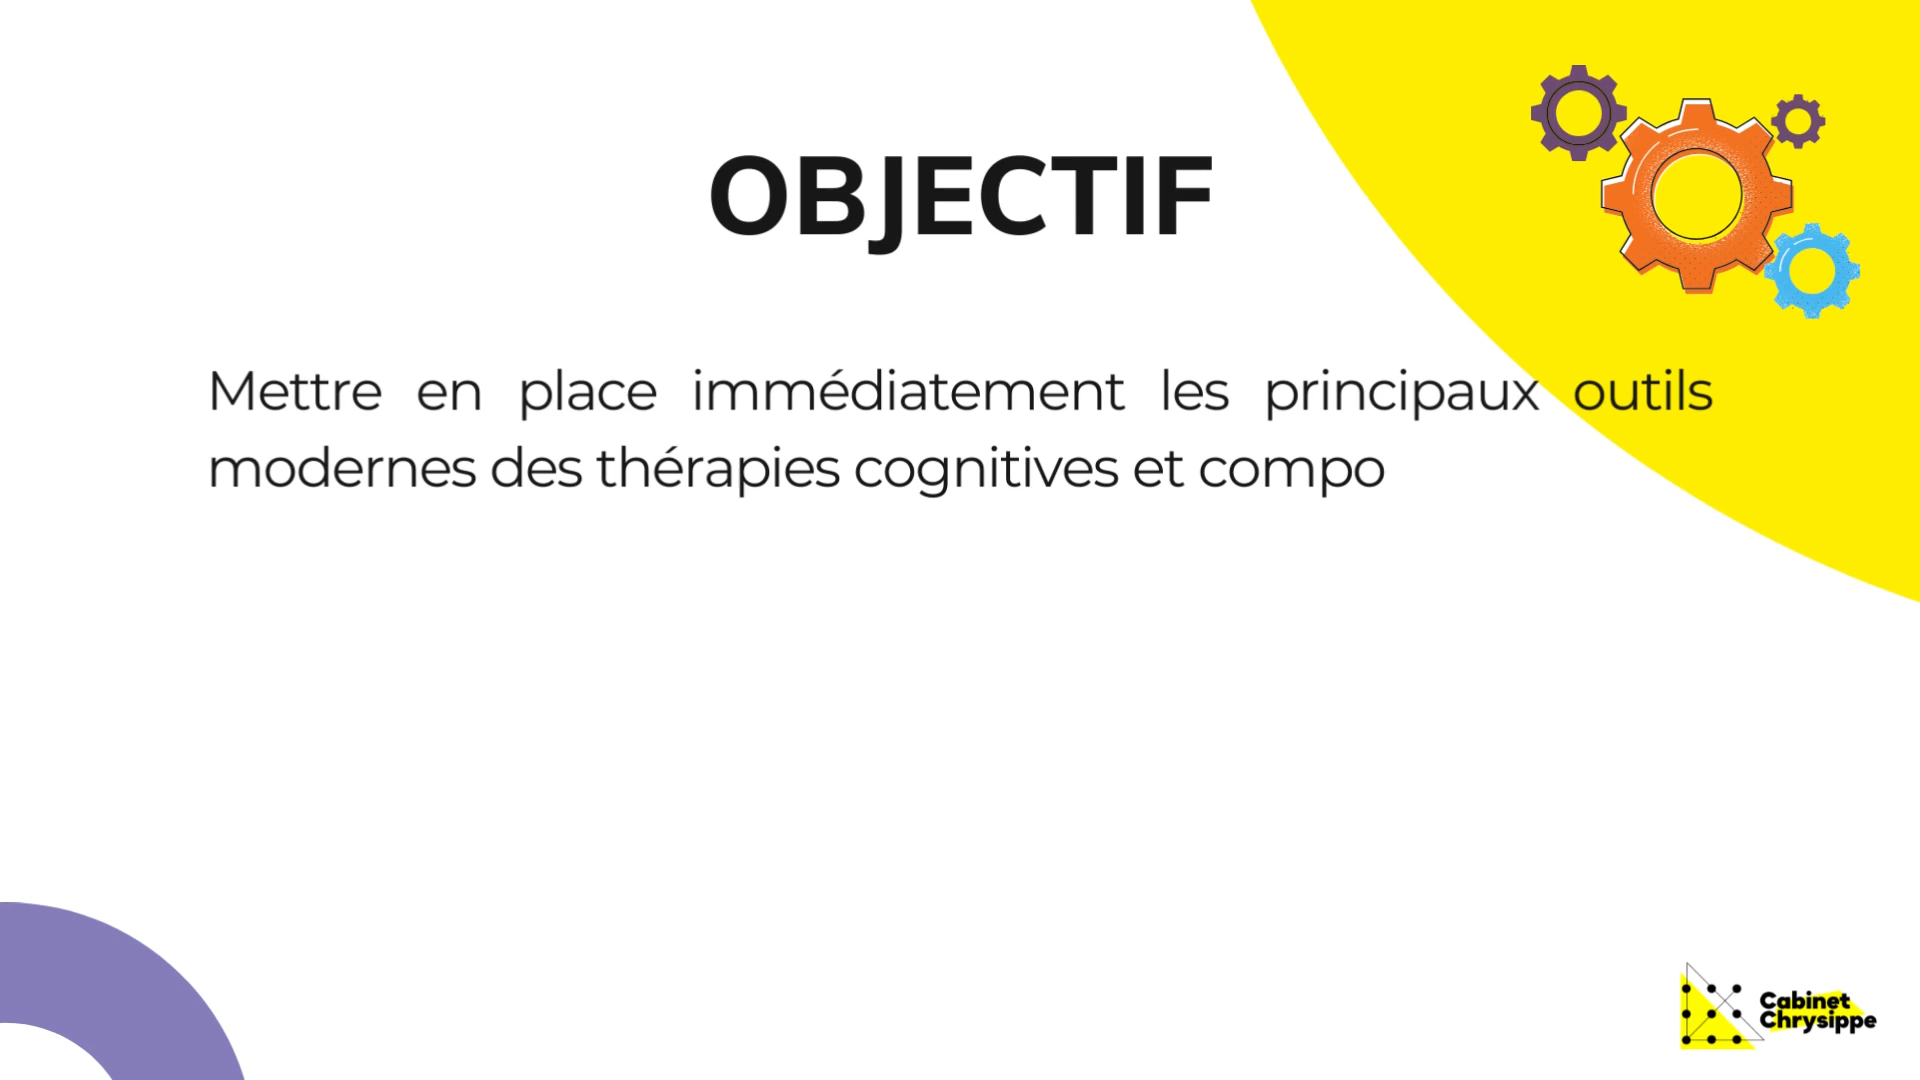 OBJECTIF
Mettre en place immédiatement les principaux outils
modernes des thérapies cognitives et compo
Cabinet
Chrysippe